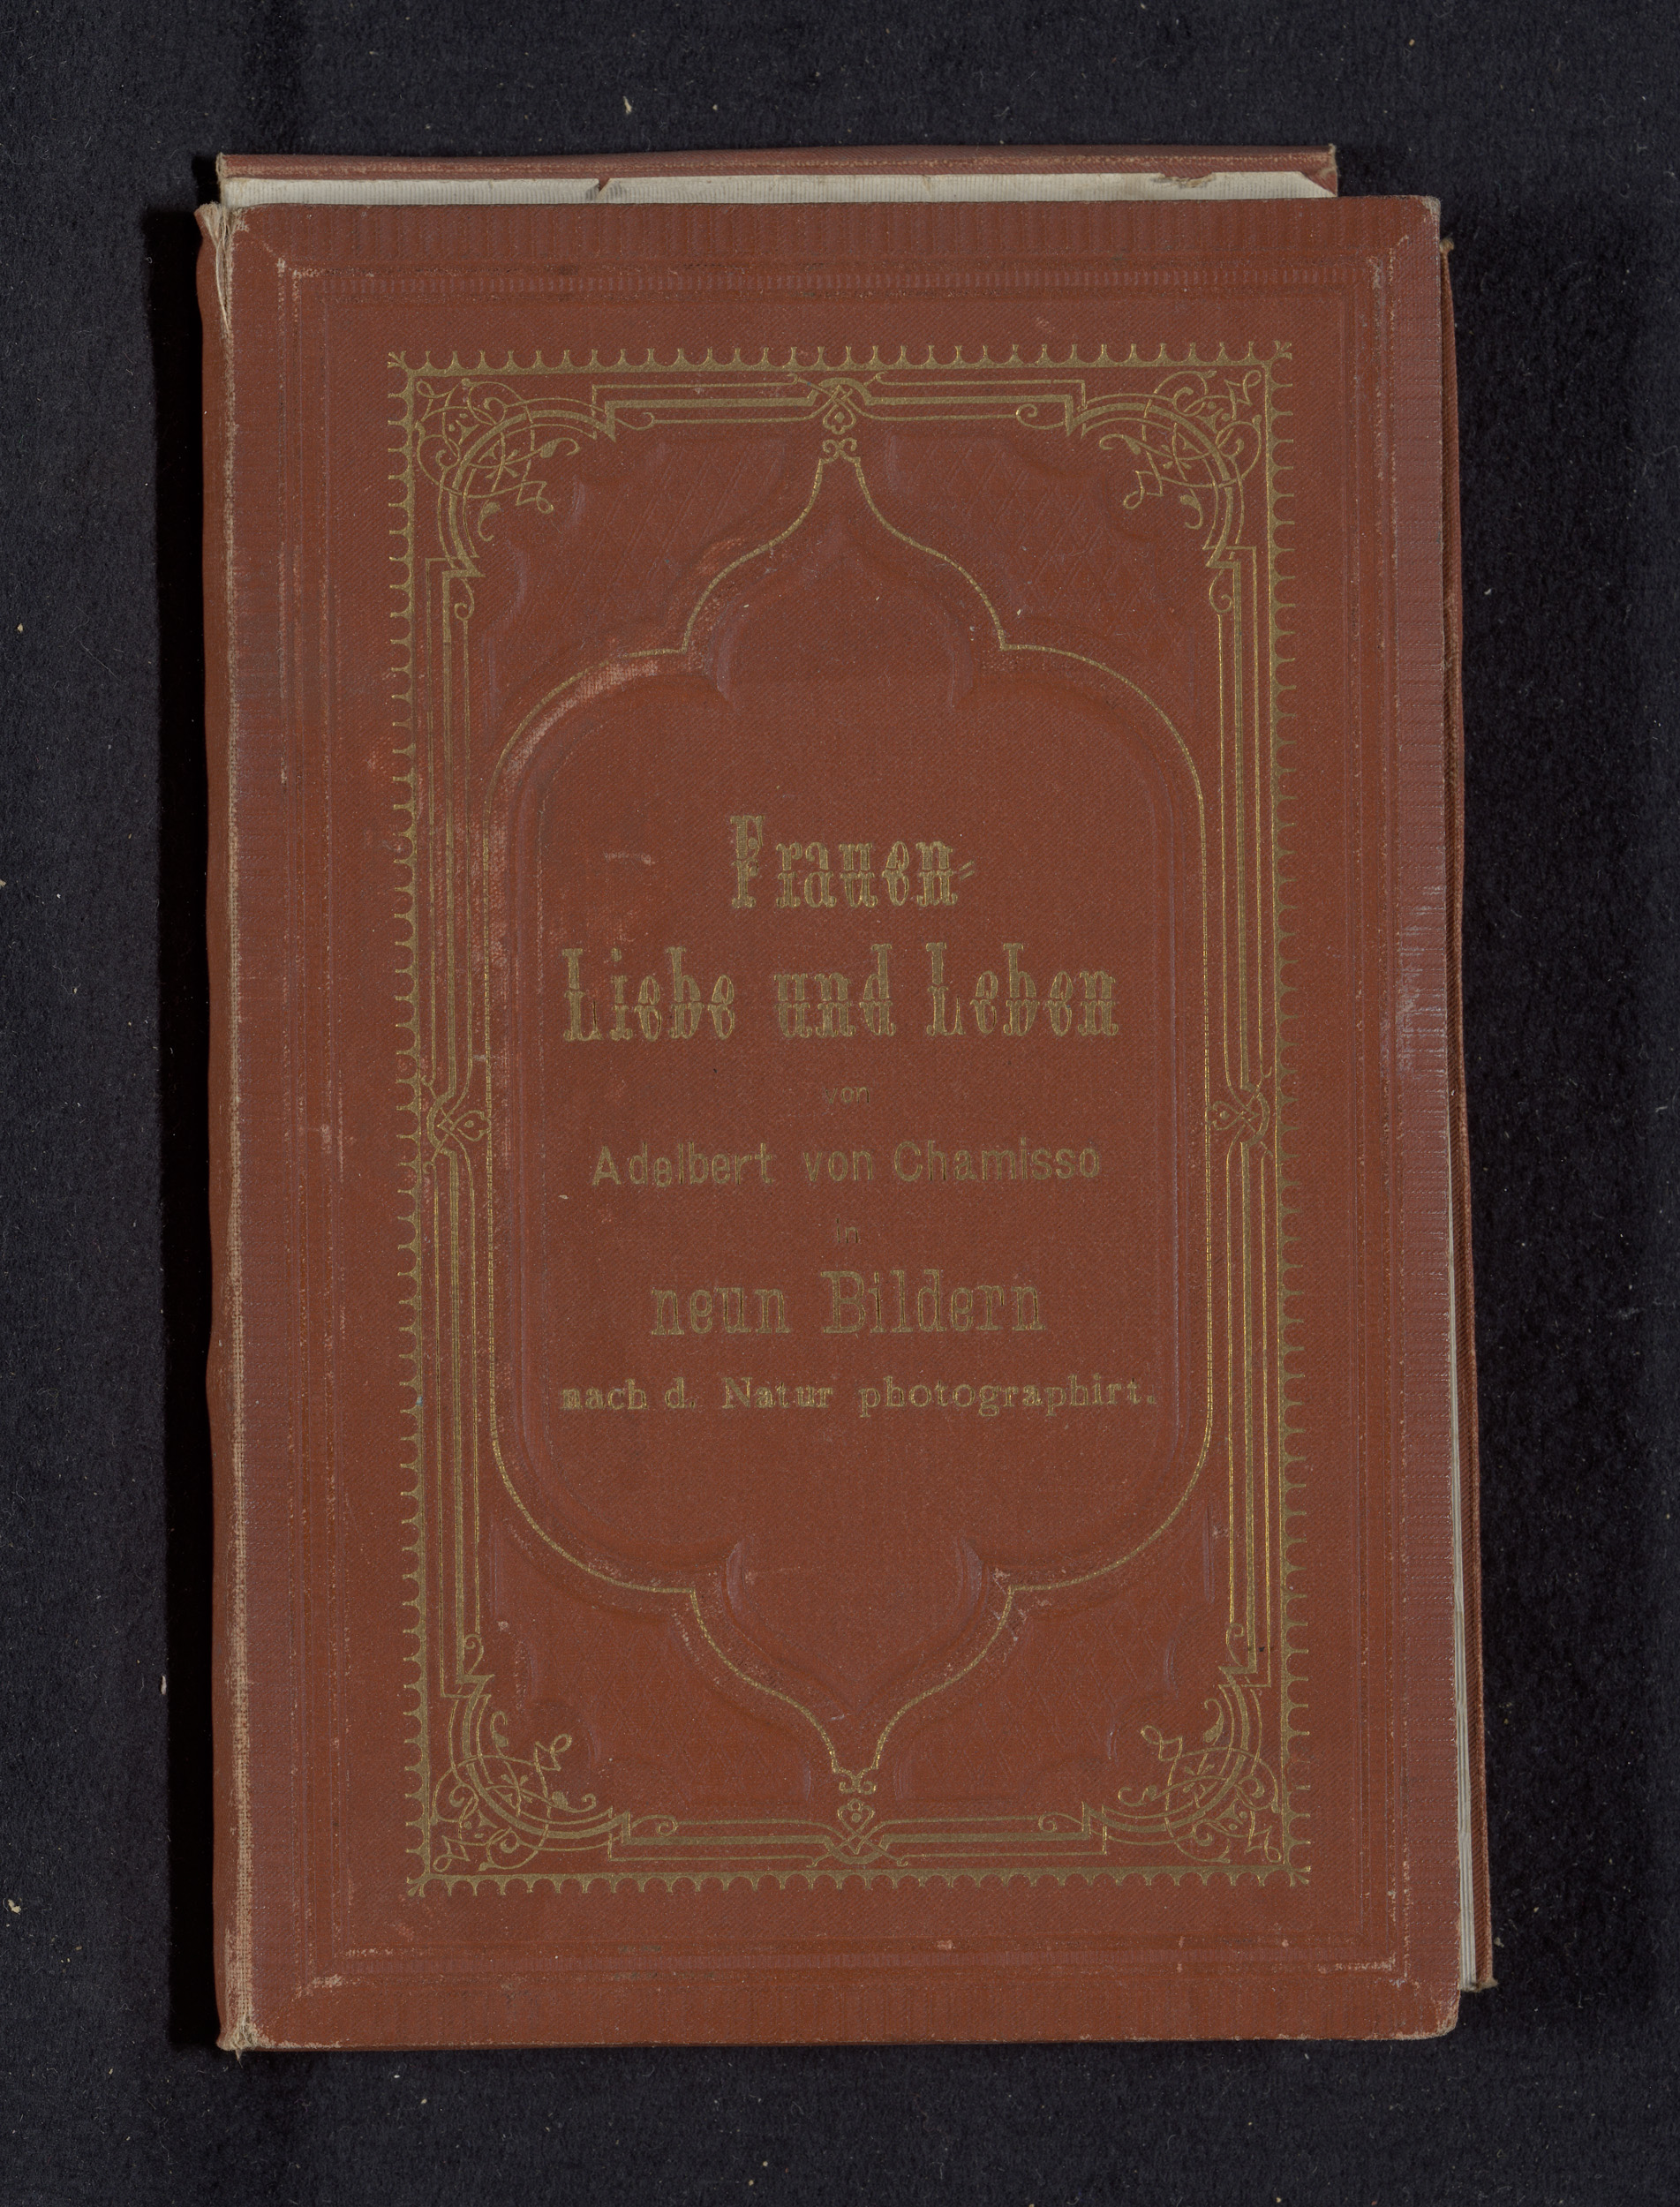 Frauen-
Liebe und Leben
von
Adelbert von Chamisso
in
neun Bildern
nach d. Natur photographirt.